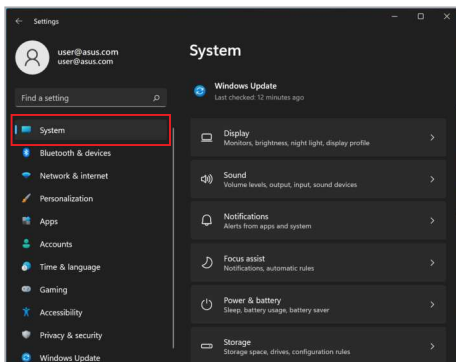 Settings
user@asus.com
user@asus.com
Find a setting
System
Bluetooth & devices
Network & internet
Personalization
Apps
Accounts
Time & language
Gaming
Accessibility
Privacy & security
Windows Update
System
Windows Update
Last checked: 12 minutes ago
Display
Monitors, brightness, night light, display profile
Sound
Volume levels, output, input, sound devices
Notifications
Alerts from apps and system
Focus assist
Notifications, automatic rules
Power & battery
Sleep, battery usage, battery saver
Storage
Storage space, drives, configuration rules